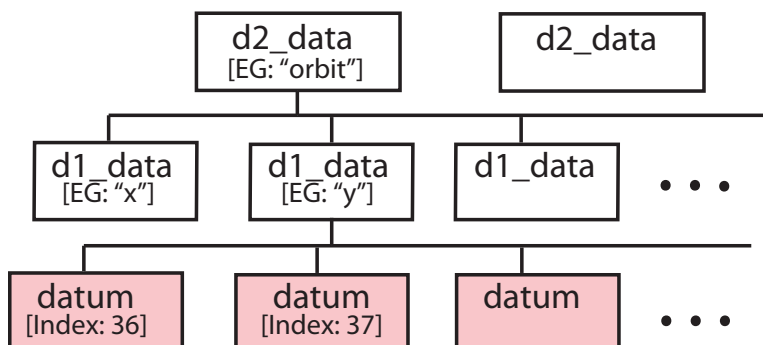 d2_data
[EG: “orbit”]
d2_data
d1_data
[EG: “x”]
d1_data
[EG: “y”]
d1_data
datum
[Index: 36]
datum
[Index: 37]
datum